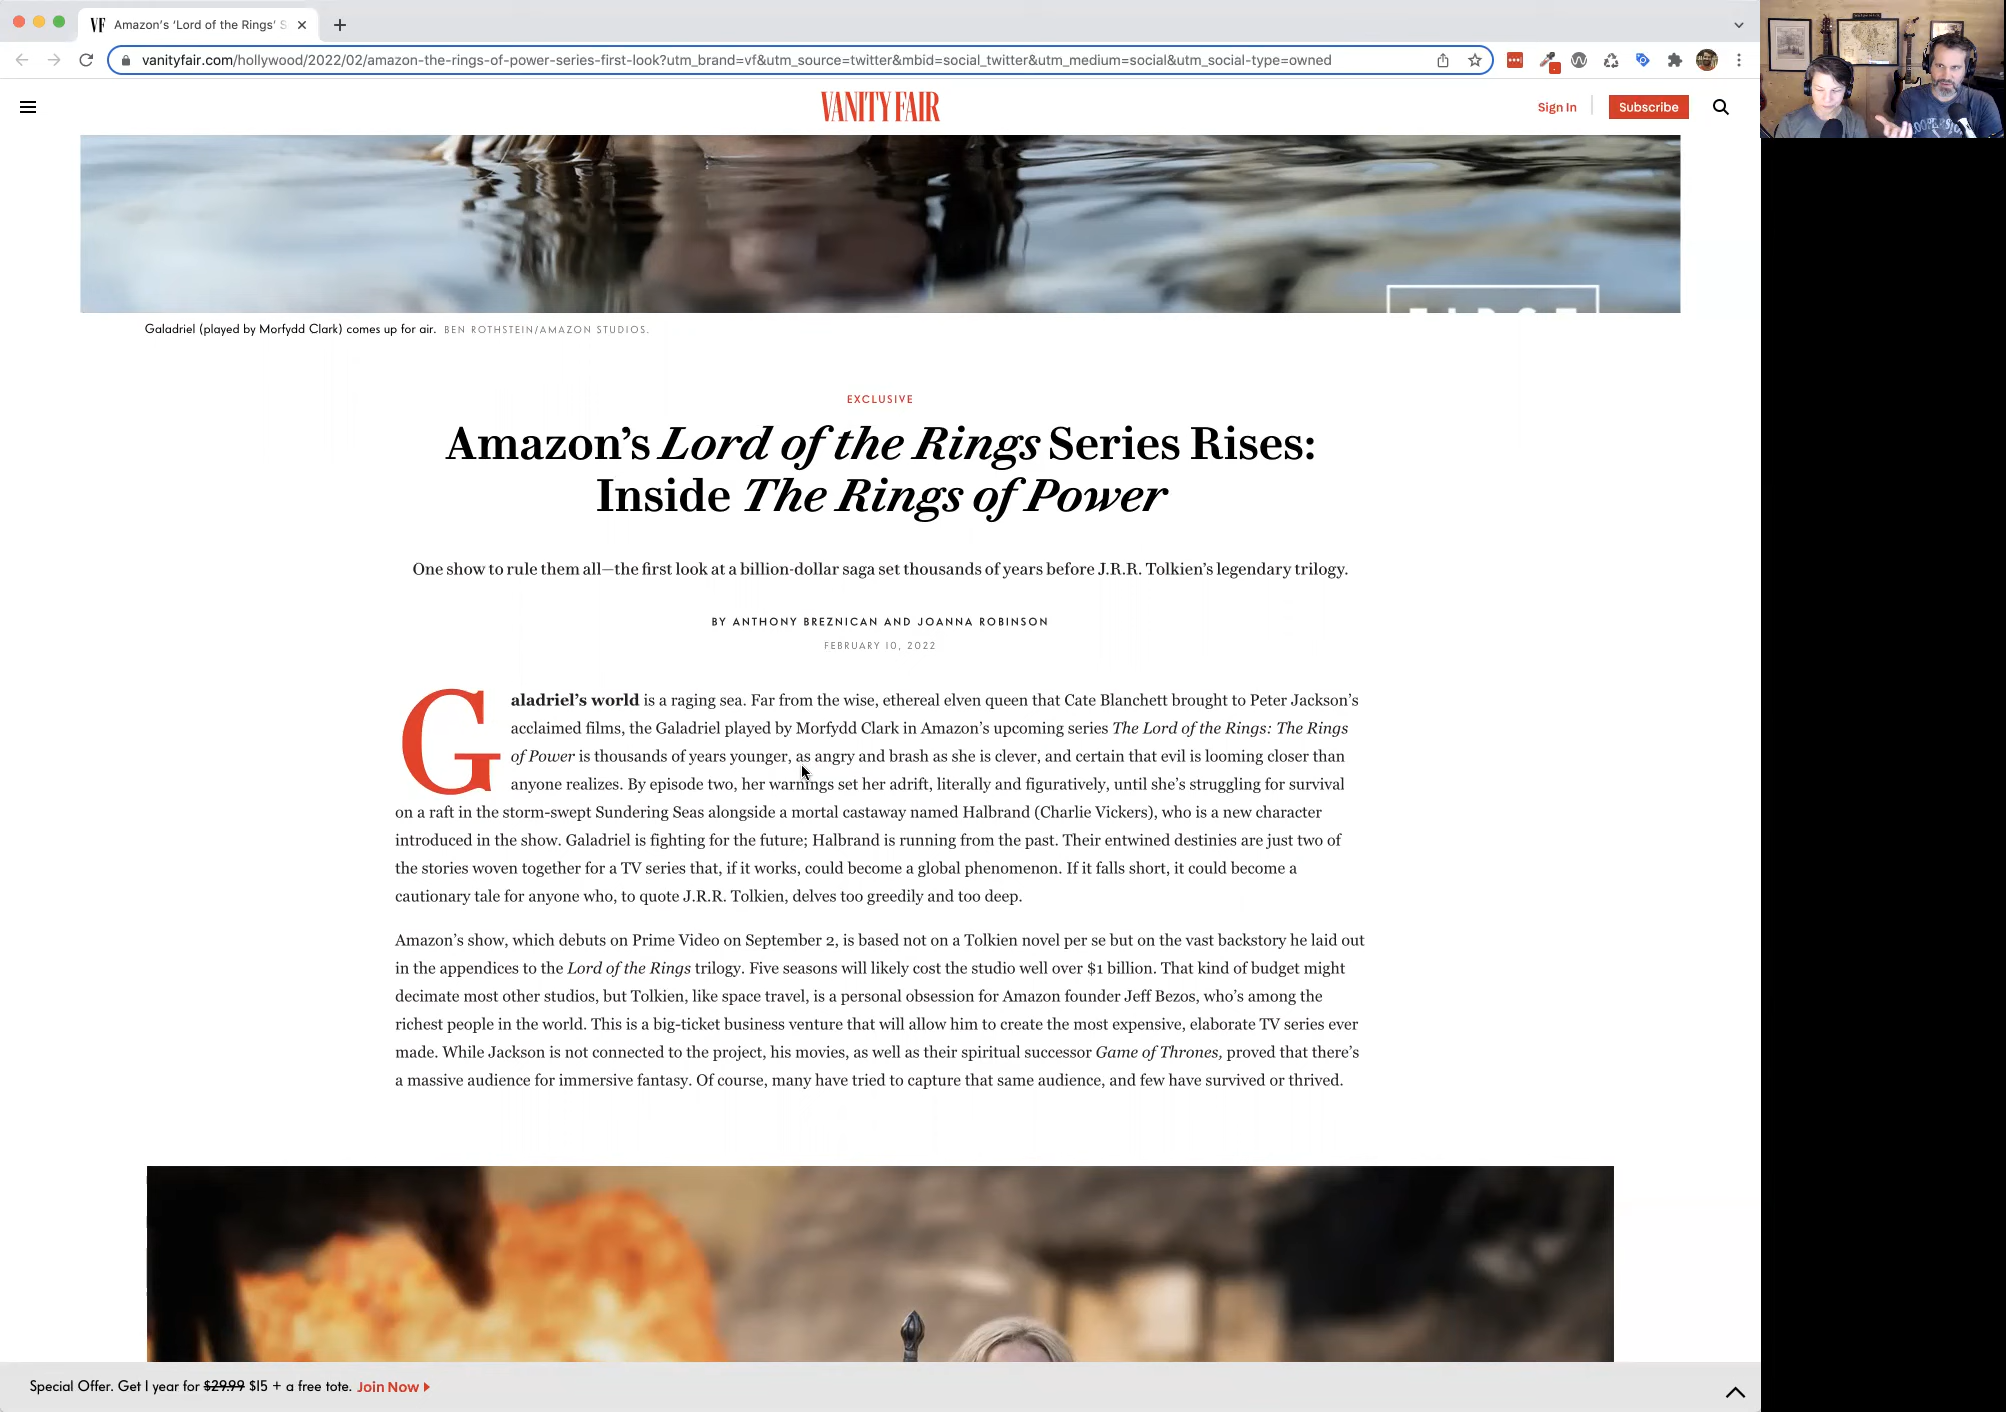 VF Amazon's 'Lord of the Rings' S
vanityfair.com/hollywood/2022/02/amazon-the-rings-of-power-series-first-look?utm_brand=vf&utm_source=twitter&mbid=social_twitter&utm_medium=social&utm_social-type=owned
VANITY FAIR
Sign In
Subscribe
Galadriel (played by Morfydd Clark) comes up for air. BEN ROTHSTEIN/AMAZON STUDIOS.
EXCLUSIVE
Amazon's Lord of the Rings Series Rises:
Inside The Rings of Power
One show to rule them all—the first look at a billion-dollar saga set thousands of years before J.R.R. Tolkien's legendary trilogy.
BY ANTHONY BREZNICAN AND JOANNA ROBINSON
FEBRUARY 10, 2022
Galadriel's world is a raging sea. Far from the wise, ethereal elven queen that Cate Blanchett brought to Peter Jackson's
acclaimed films, the Galadriel played by Morfydd Clark in Amazon's upcoming series The Lord of the Rings: The Rings
of Power is thousands of years younger, as angry and brash as she is clever, and certain that evil is looming closer than
anyone realizes. By episode two, her warnings set her adrift, literally and figuratively, until she's struggling for survival
on a raft in the storm-swept Sundering Seas alongside a mortal castaway named Halbrand (Charlie Vickers), who is a new character
introduced in the show. Galadriel is fighting for the future; Halbrand is running from the past. Their entwined destinies are just two of
the stories woven together for a TV series that, if it works, could become a global phenomenon. If it falls short, it could become a
cautionary tale for anyone who, to quote J.R.R. Tolkien, delves too greedily and too deep.
Amazon's show, which debuts on Prime Video on September 2, is based not on a Tolkien novel per se but on the vast backstory he laid out
in the appendices to the Lord of the Rings trilogy. Five seasons will likely cost the studio well over $1 billion. That kind of budget might
decimate most other studios, but Tolkien, like space travel, is a personal obsession for Amazon founder Jeff Bezos, who's among the
richest people in the world. This is a big-ticket business venture that will allow him to create the most expensive, elaborate TV series ever
made. While Jackson is not connected to the project, his movies, as well as their spiritual successor Game of Thrones, proved that there's
a massive audience for immersive fantasy. Of course, many have tried to capture that same audience, and few have survived or thrived.
Special Offer. Get 1 year for $29.99 $15 + a free tote. Join Now